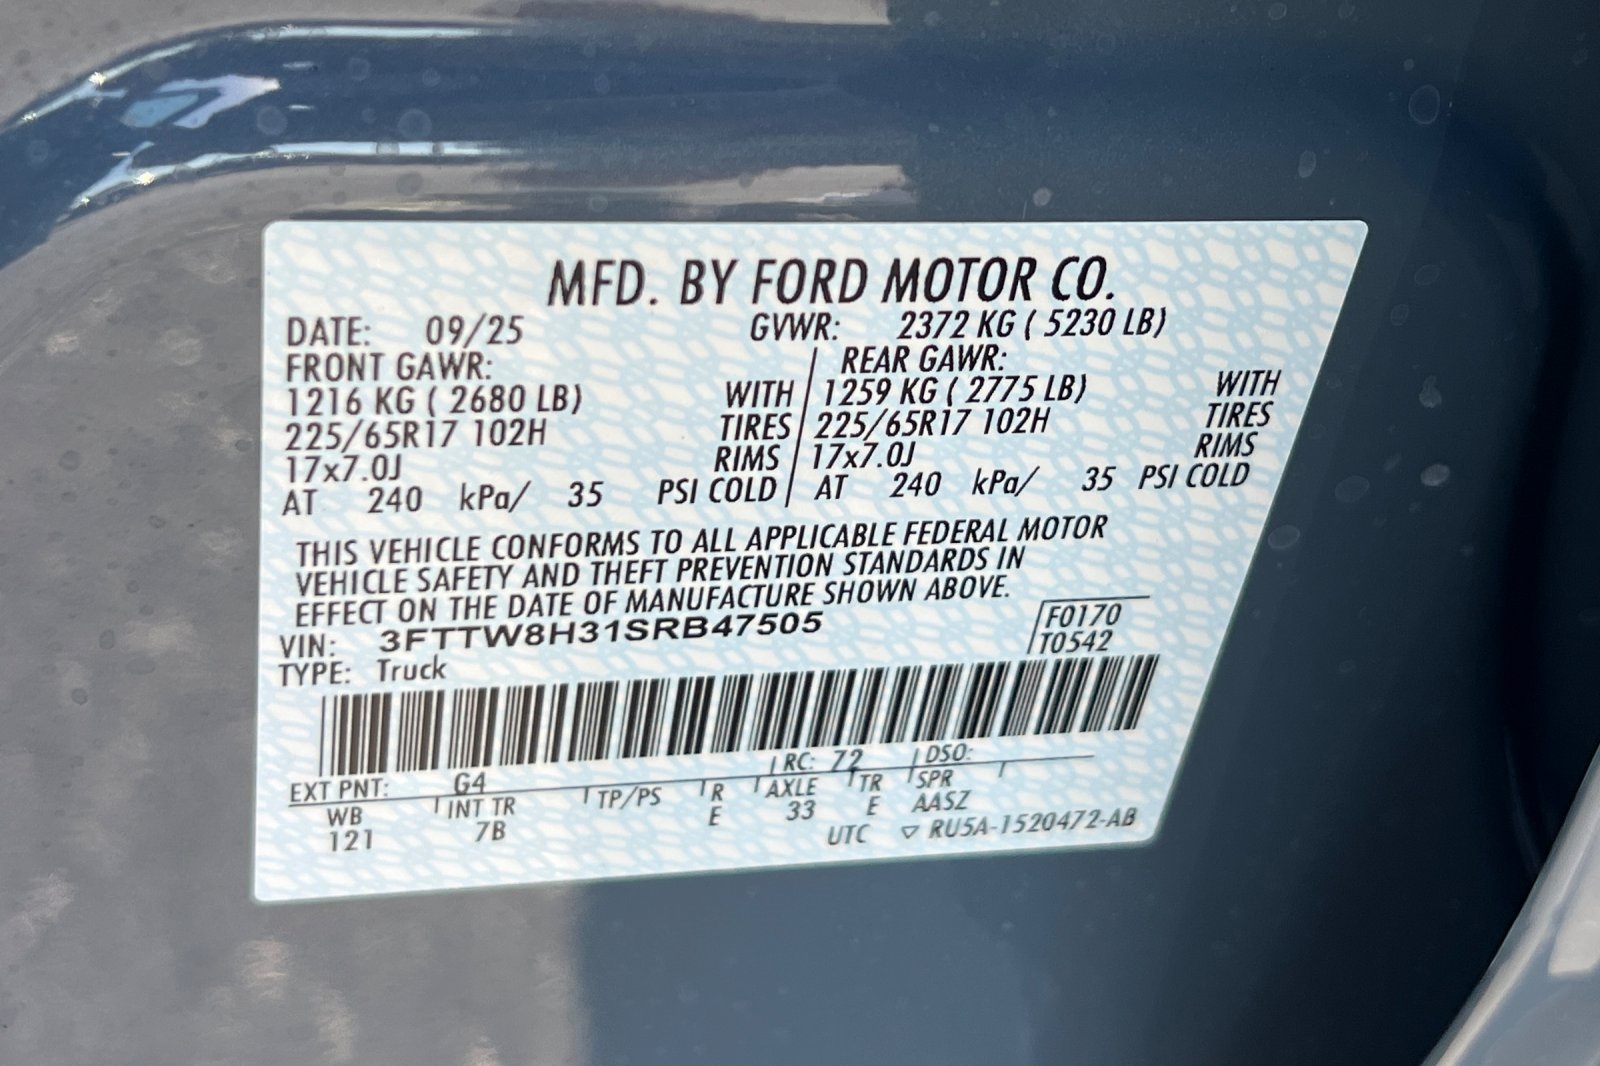 MFD. BY FORD MOTOR CO.
DATE: 09/25 GVWR: 2372 KG ( 5230 LB)
FRONT GAWR: REAR GAWR:
1216 KG ( 2680 LB) WITH 1259 KG ( 2775 LB) WITH
225/65R17 102H TIRES 225/65R17 102H TIRES
17x7.0J RIMS 17x7.0J RIMS
AT 240 kPa/ 35 PSI COLD AT 240 kPa/ 35 PSI COLD
THIS VEHICLE CONFORMS TO ALL APPLICABLE FEDERAL MOTOR
VEHICLE SAFETY AND THEFT PREVENTION STANDARDS IN
EFFECT ON THE DATE OF MANUFACTURE SHOWN ABOVE.
VIN: 3FTTW8H31SRB47505 F0170
TYPE: Truck T0542
EXT PNT: G4 RC: 72 DSO:
WB INT TR TP/PS R AXLE TR SPR
121 7B E 33 E AASZ
UTC ▽ RU5A-1520472-AB